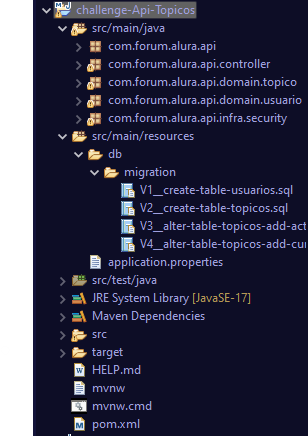 challenge-Api-Topicos
src/main/java
com.forum.alura.api
com.forum.alura.api.controller
com.forum.alura.api.domain.topico
com.forum.alura.api.domain.usuario
com.forum.alura.api.infra.security
src/main/resources
db
migration
V1__create-table-usuarios.sql
V2__create-table-topicos.sql
V3__alter-table-topicos-add-act
V4__alter-table-topicos-add-cu
application.properties
src/test/java
JRE System Library [JavaSE-17]
Maven Dependencies
src
target
HELP.md
mvnw
mvnw.cmd
pom.xml